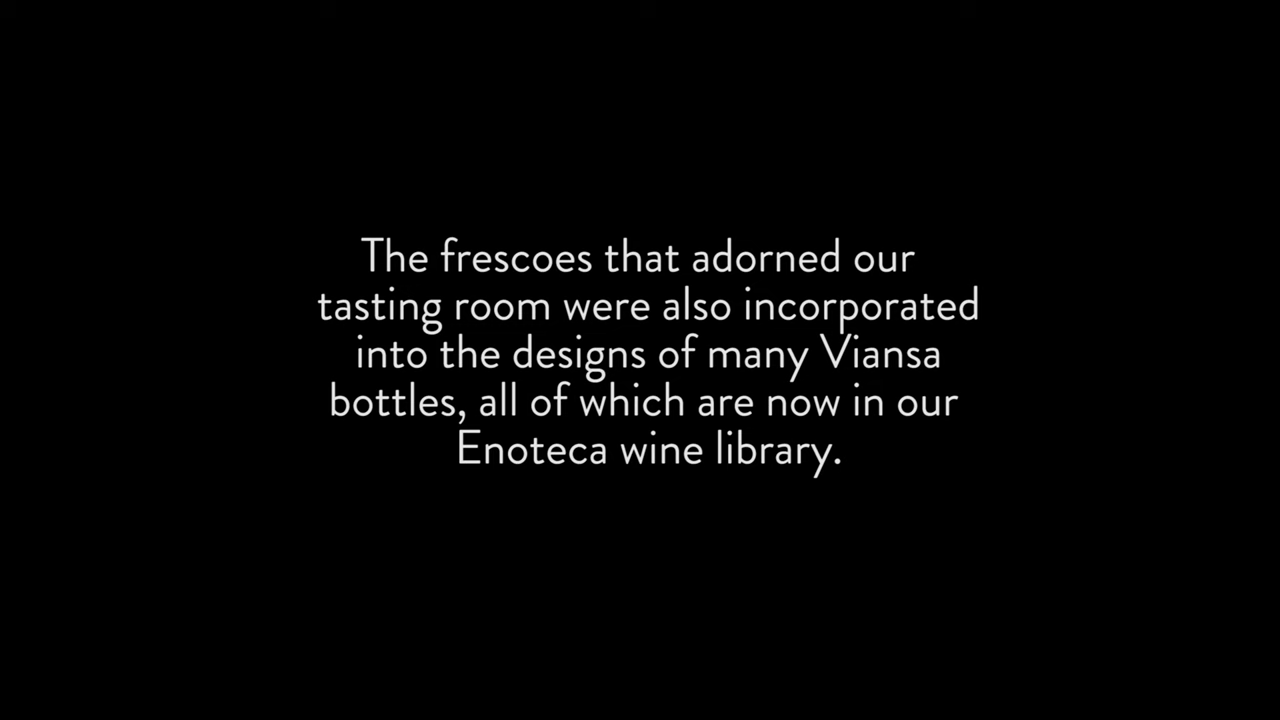 The frescoes that adorned our
tasting room were also incorporated
into the designs of many Viansa
bottles, all of which are now in our
Enoteca wine library.